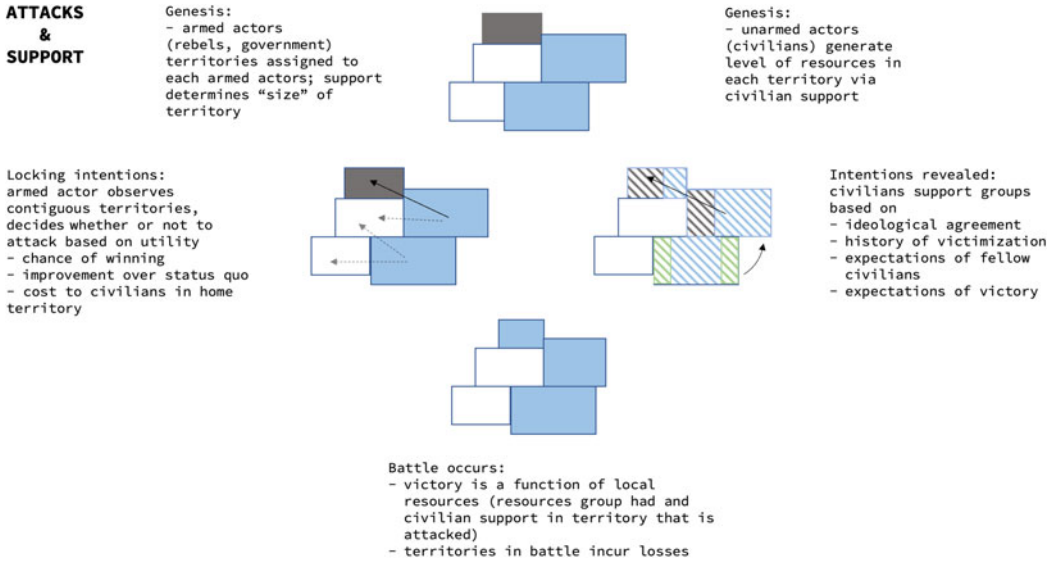 ATTACKS
&
SUPPORT
Genesis:
- armed actors
(rebels, government)
territories assigned to
each armed actors; support
determines "size" of
territory
Genesis:
- unarmed actors
(civilians) generate
level of resources in
each territory via
civilian support
Locking intentions:
armed actor observes
contiguous territories,
decides whether or not to
attack based on utility
- chance of winning
- improvement over status quo
- cost to civilians in home
territory
Intentions revealed:
civilians support groups
based on
- ideological agreement
- history of victimization
- expectations of fellow
civilians
- expectations of victory
Battle occurs:
- victory is a function of local
resources (resources group had and
civilian support in territory that is
attacked)
- territories in battle incur losses